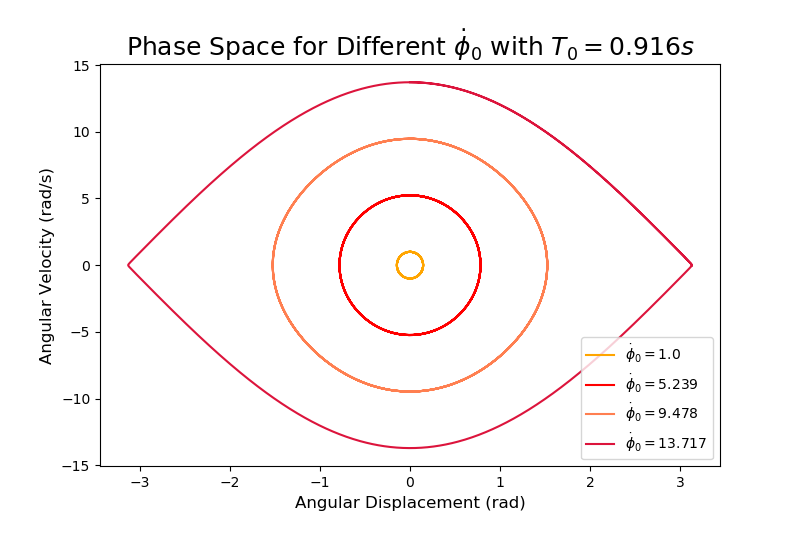 Phase Space for Different $\dot{\phi}_0$ with $T_0 = 0.916s$
Angular Velocity (rad/s)
15
10
5
0
−5
−10
−15
−3
−2
−1
0
1
2
3
Angular Displacement (rad)
$\dot{\phi}_0 = 1.0$
$\dot{\phi}_0 = 5.239$
$\dot{\phi}_0 = 9.478$
$\dot{\phi}_0 = 13.717$